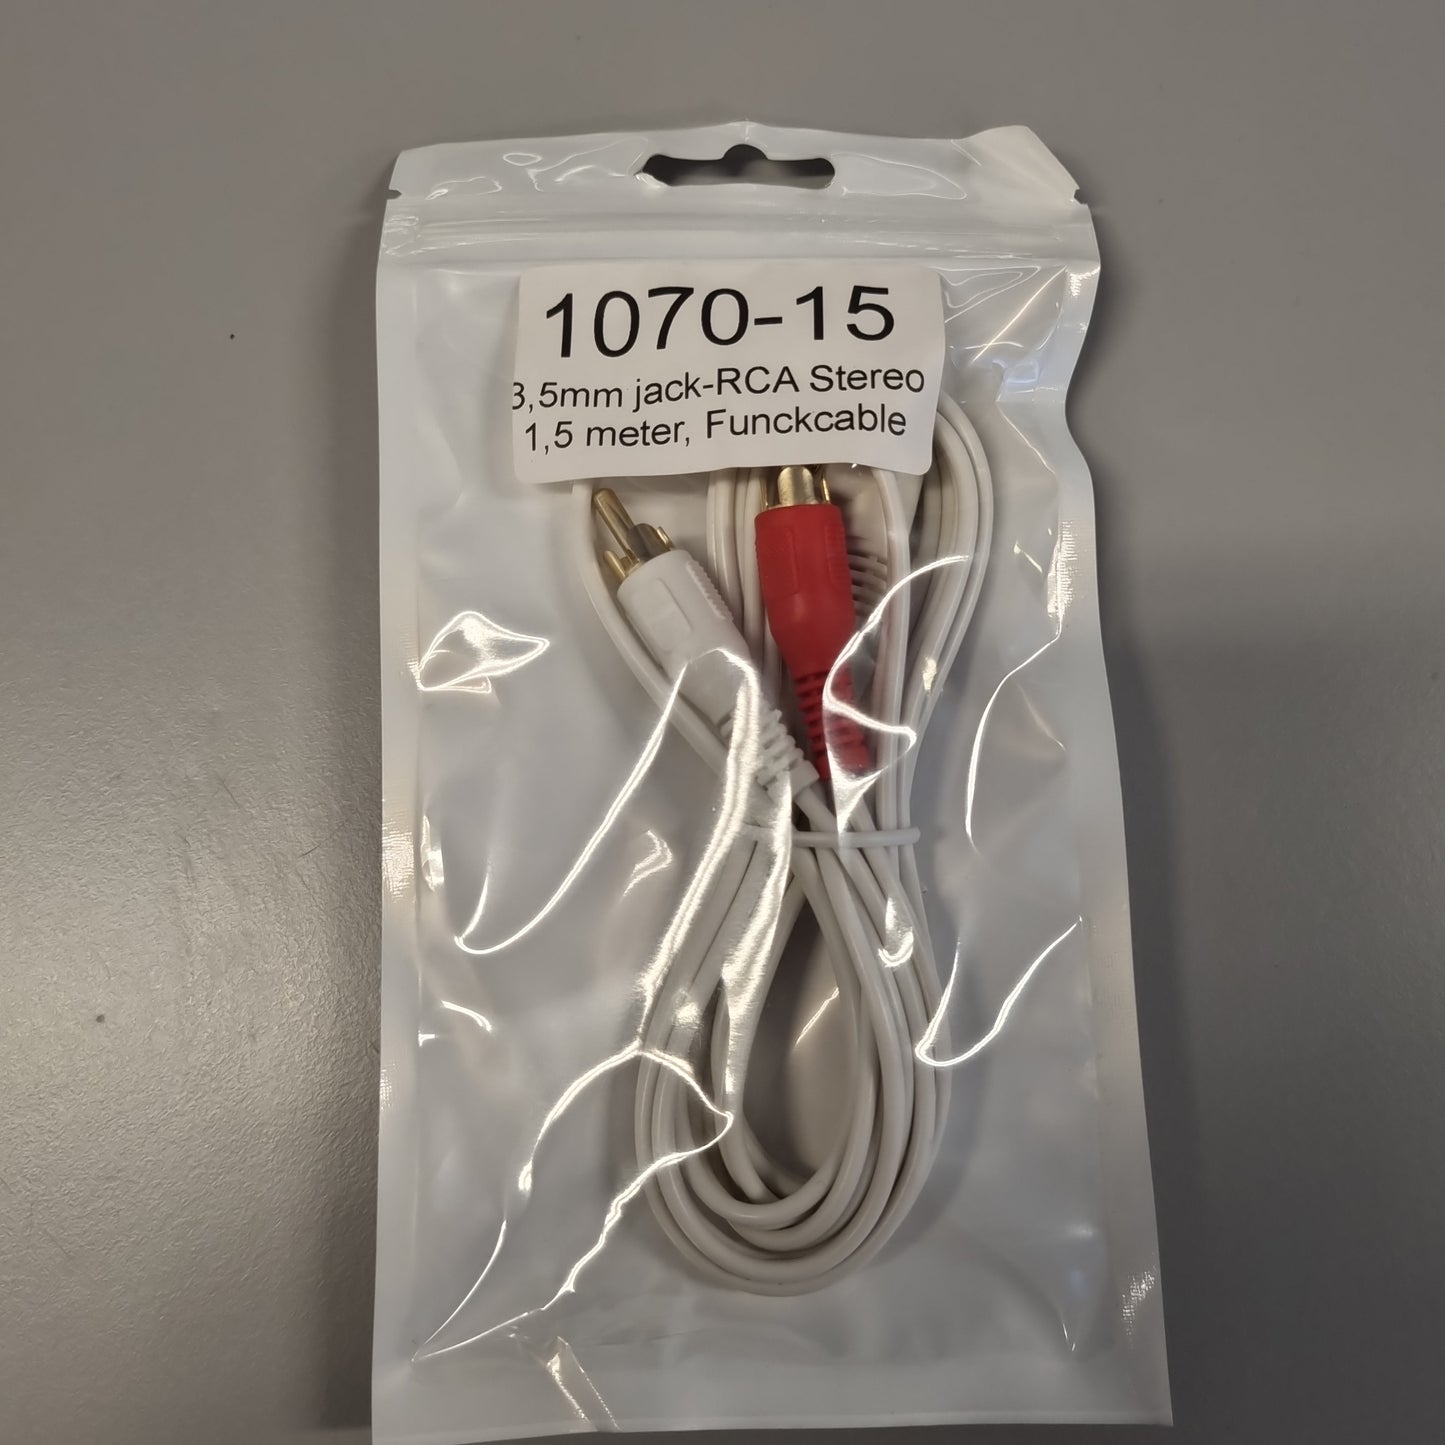 1070-15
3,5mm jack-RCA Stereo
1,5 meter, Funckcable